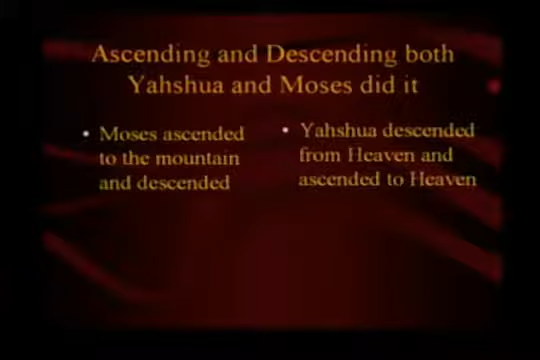 Ascending and Descending both
Yahshua and Moses did it
• Moses ascended
to the mountain
and descended
• Yahshua descended
from Heaven and
ascended to Heaven